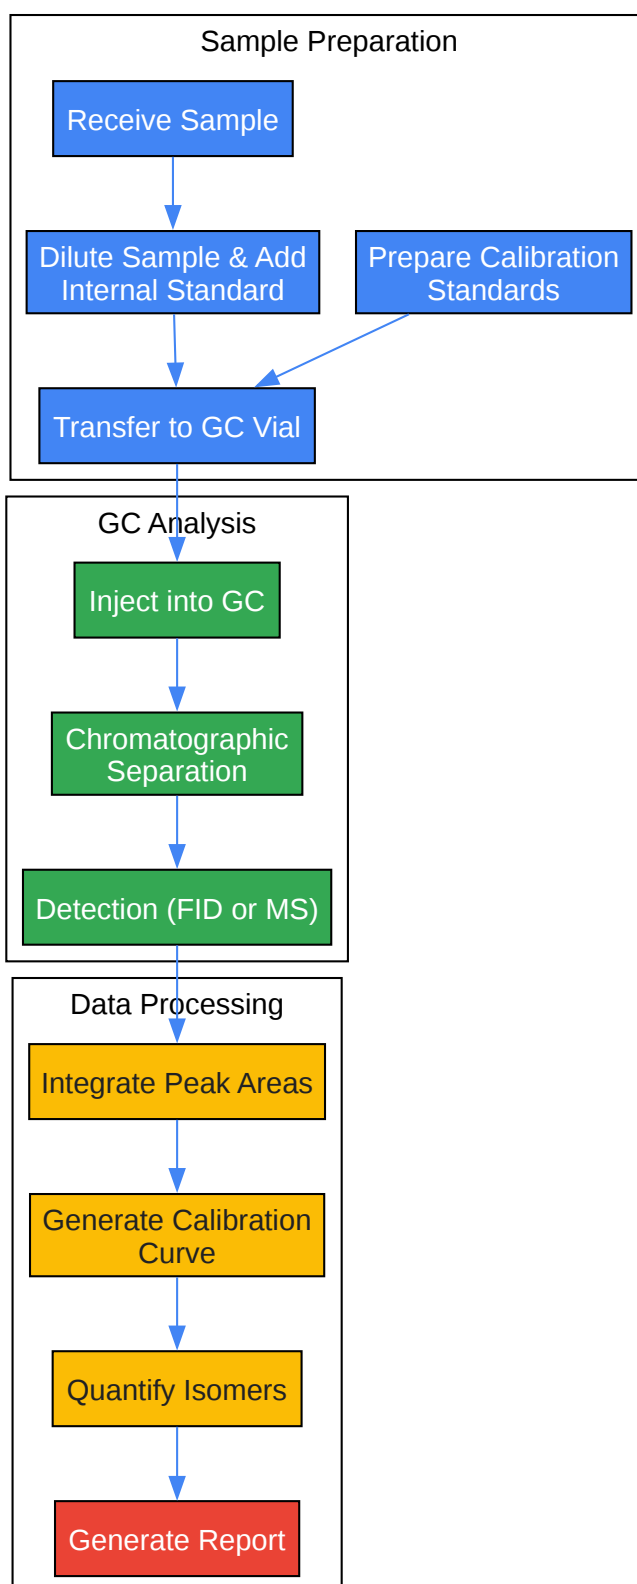 Sample Preparation
Receive Sample
Dilute Sample & Add
Internal Standard
Prepare Calibration
Standards
Transfer to GC Vial
GC Analysis
Inject into GC
Chromatographic
Separation
Detection (FID or MS)
Data Processing
Integrate Peak Areas
Generate Calibration
Curve
Quantify Isomers
Generate Report